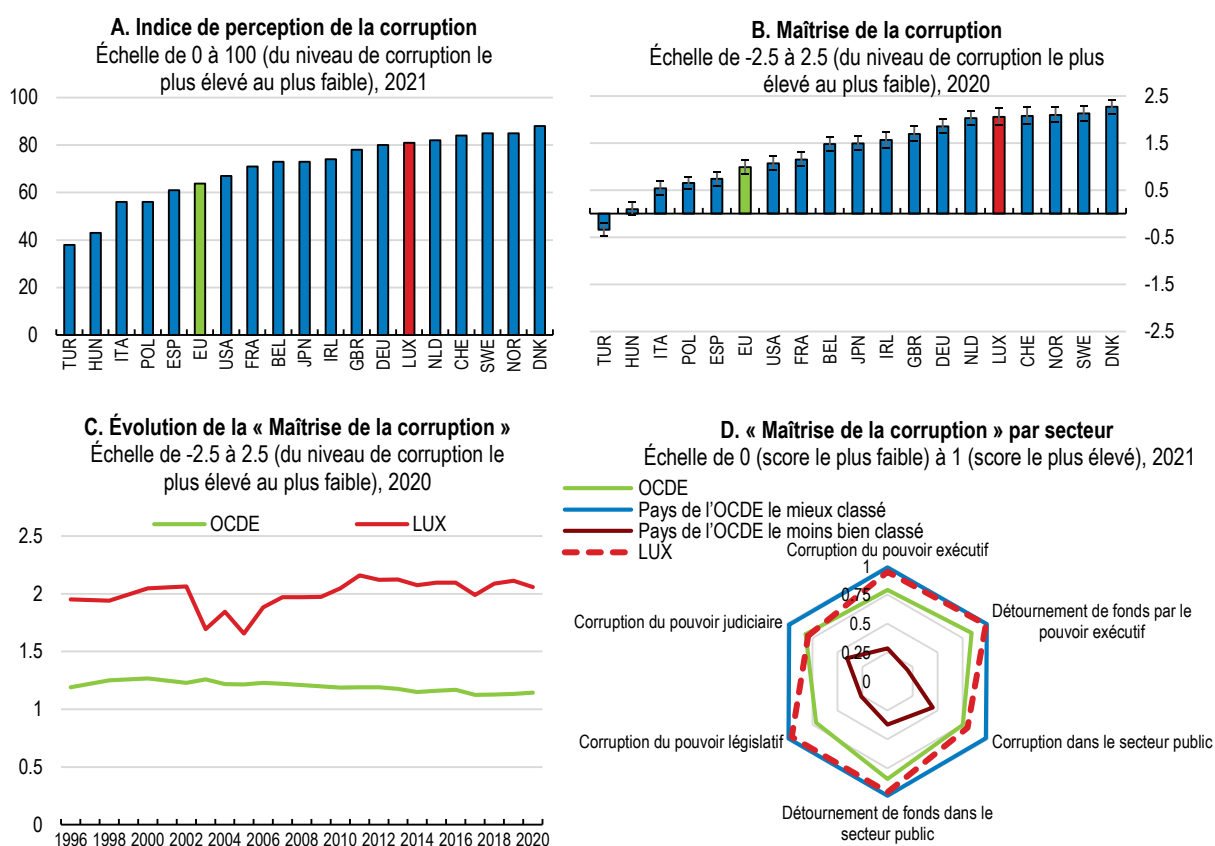 A. Indice de perception de la corruption
Échelle de 0 à 100 (du niveau de corruption le
plus élevé au plus faible), 2021
100
80
60
40
20
0
TUR HUN ITA POL ESP EU USA FRA BEL JPN IRL GBR DEU LUX NLD CHE SWE NOR DNK
B. Maîtrise de la corruption
Échelle de -2.5 à 2.5 (du niveau de corruption le plus
élevé au plus faible), 2020
2.5
1.5
0.5
-0.5
-1.5
-2.5
TUR HUN ITA POL ESP EU USA FRA BEL JPN IRL GBR DEU NLD LUX CHE NOR SWE DNK
C. Évolution de la « Maîtrise de la corruption »
Échelle de -2.5 à 2.5 (du niveau de corruption le
plus élevé au plus faible), 2020
OCDE LUX
2.5
2
1.5
1
0.5
0
1996 1998 2000 2002 2004 2006 2008 2010 2012 2014 2016 2018 2020
D. « Maîtrise de la corruption » par secteur
Échelle de 0 (score le plus faible) à 1 (score le plus élevé), 2021
OCDE
Pays de l'OCDE le mieux classé
Pays de l'OCDE le moins bien classé
LUX
Corruption du pouvoir exécutif
1
0.75
0.5
0.25
0
Détournement de fonds par le
pouvoir exécutif
Corruption dans le secteur public
Détournement de fonds dans le
secteur public
Corruption du pouvoir législatif
Corruption du pouvoir judiciaire